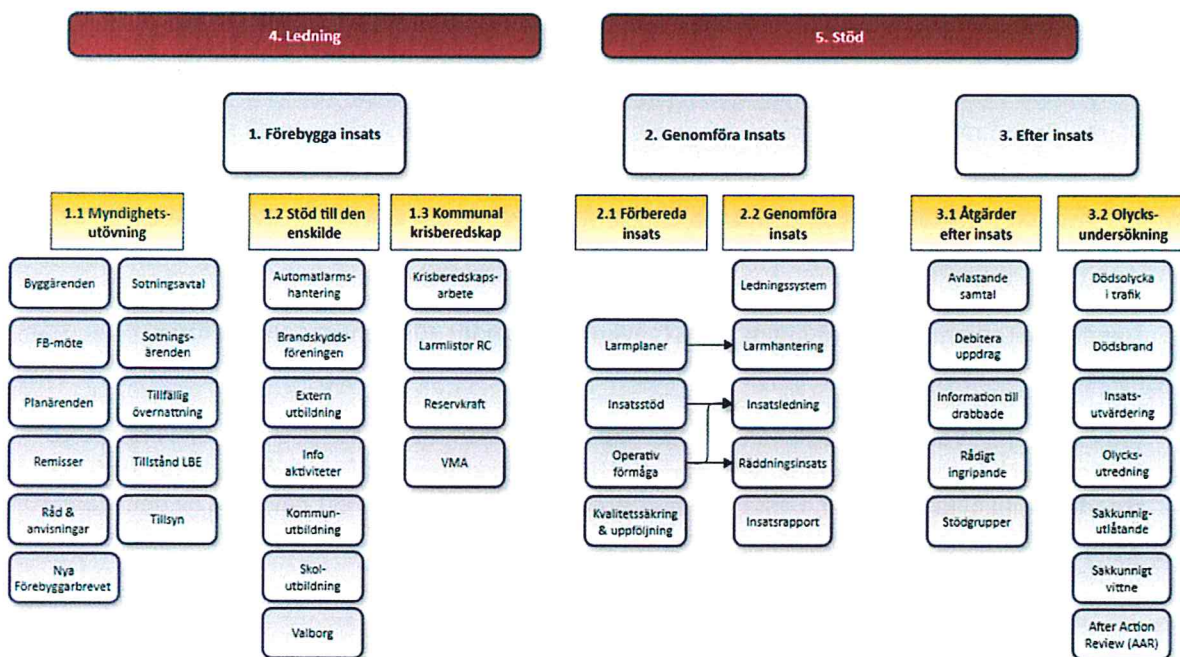 4. Ledning
5. Stöd
1. Förebygga insats
2. Genomföra Insats
3. Efter insats
1.1 Myndighets-
utövning
1.2 Stöd till den
enskilde
1.3 Kommunal
krisberedskap
2.1 Förbereda
insats
2.2 Genomföra
insats
3.1 Åtgärder
efter insats
3.2 Olycks-
undersökning
Byggärenden
FB-möte
Planärenden
Remisser
Råd &
anvisningar
Nya
Förebyggarbrevet
Sotningsavtal
Sotnings-
ärenden
Tillfällig
övernattning
Tillstånd LBE
Tillsyn
Automatlarms-
hantering
Brandskydds-
föreningen
Extern
utbildning
Info
aktiviteter
Kommun-
utbildning
Skol-
utbildning
Valborg
Krisberedskaps-
arbete
Larmlistor RC
Reservkraft
VMA
Larmplaner
Insatsstöd
Operativ
förmåga
Kvalitetssäkring
& uppföljning
Ledningssystem
Larmhantering
Insatsledning
Räddningsinsats
Insatsrapport
Avlastande
samtal
Debitera
uppdrag
Information till
drabbade
Rådigt
ingripande
Stödgrupper
Dödsolycka
i trafik
Dödsbrand
Insats-
utvärdering
Olycks-
utredning
Sakkunnig-
utlåtande
Sakkunnigt
vittne
After Action
Review (AAR)